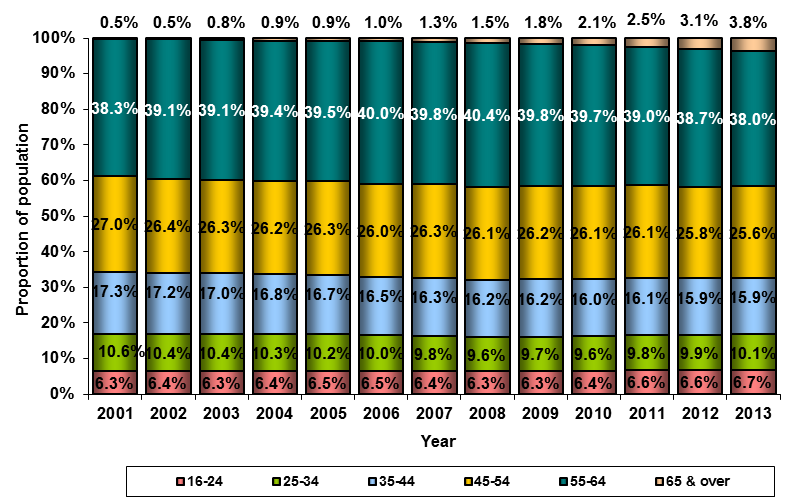 0.5% 0.5% 0.8% 0.9% 0.9% 1.0% 1.3% 1.5% 1.8% 2.1% 2.5% 3.1% 3.8%
100%
90%
80%
38.3% 39.1% 39.1% 39.4% 39.5% 40.0% 39.8% 40.4% 39.8% 39.7% 39.0% 38.7% 38.0%
70%
60%
50%
27.0% 26.4% 26.3% 26.2% 26.3% 26.0% 26.3% 26.1% 26.2% 26.1% 26.1% 25.8% 25.6%
40%
30%
17.3% 17.2% 17.0% 16.8% 16.7% 16.5% 16.3% 16.2% 16.2% 16.0% 16.1% 15.9% 15.9%
20%
10.6% 10.4% 10.4% 10.3% 10.2% 10.0% 9.8% 9.6% 9.7% 9.6% 9.8% 9.9% 10.1%
10%
6.3% 6.4% 6.3% 6.4% 6.5% 6.5% 6.4% 6.3% 6.3% 6.4% 6.6% 6.6% 6.7%
0%
Proportion of population
2001 2002 2003 2004 2005 2006 2007 2008 2009 2010 2011 2012 2013
Year
16-24 25-34 35-44 45-54 55-64 65 & over